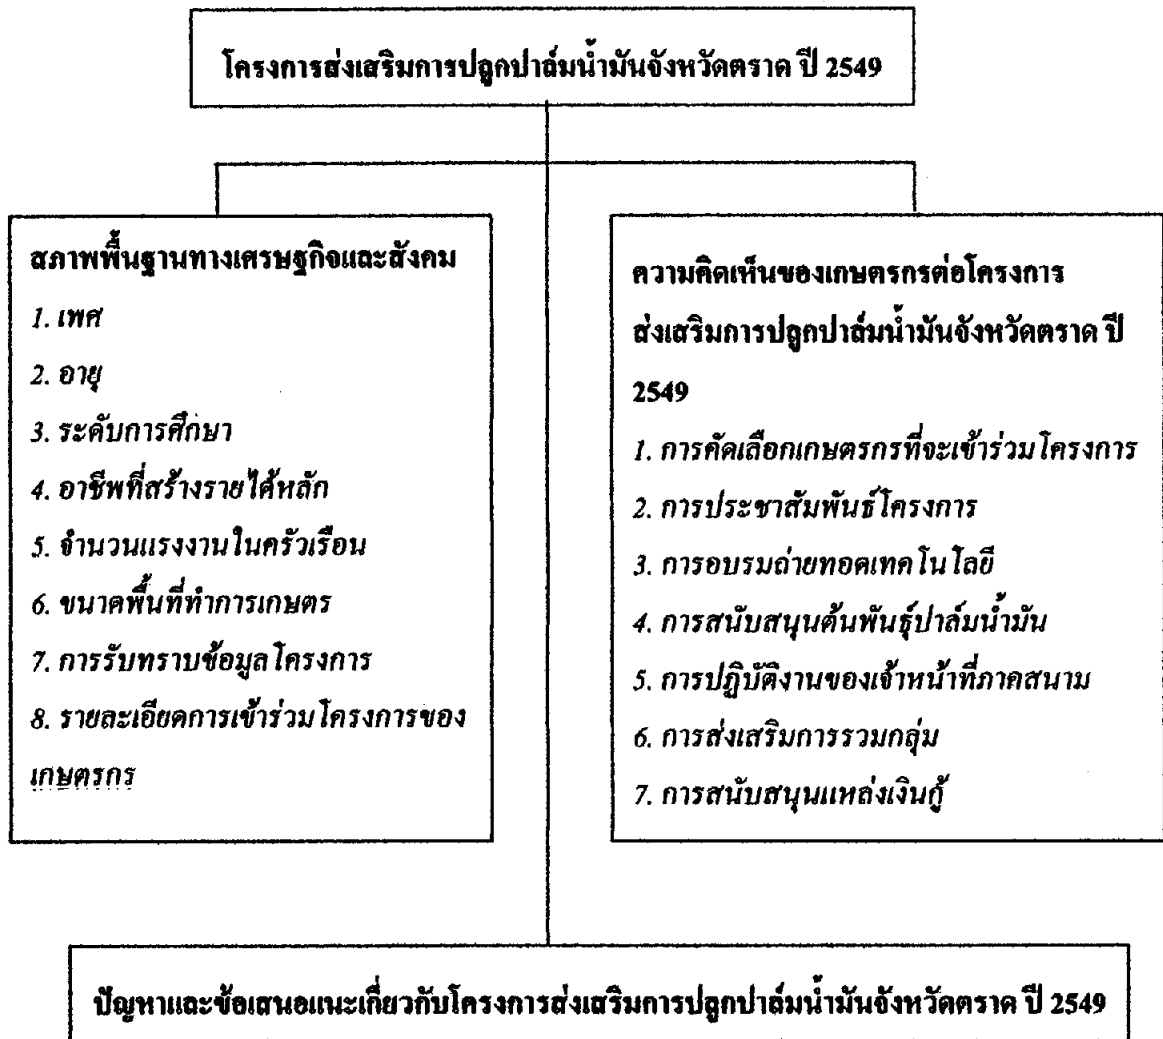 โครงการส่งเสริมการปลูกปาล์มน้ำมันจังหวัดตราด ปี 2549
สภาพพื้นฐานทางเศรษฐกิจและสังคม
1. เพศ
2. อายุ
3. ระดับการศึกษา
4. อาชีพที่สร้างรายได้หลัก
5. จำนวนแรงงานในครัวเรือน
6. ขนาดพื้นที่ทำการเกษตร
7. การรับทราบข้อมูลโครงการ
8. รายละเอียดการเข้าร่วมโครงการของ
เกษตรกร
ความคิดเห็นของเกษตรกรต่อโครงการ
ส่งเสริมการปลูกปาล์มน้ำมันจังหวัดตราด ปี
2549
1. การคัดเลือกเกษตรกรที่จะเข้าร่วมโครงการ
2. การประชาสัมพันธ์โครงการ
3. การอบรมถ่ายทอดเทคโนโลยี
4. การสนับสนุนต้นพันธุ์ปาล์มน้ำมัน
5. การปฏิบัติงานของเจ้าหน้าที่ภาคสนาม
6. การส่งเสริมการรวมกลุ่ม
7. การสนับสนุนแหล่งเงินกู้
ปัญหาและข้อเสนอแนะเกี่ยวกับโครงการส่งเสริมการปลูกปาล์มน้ำมันจังหวัดตราด ปี 2549